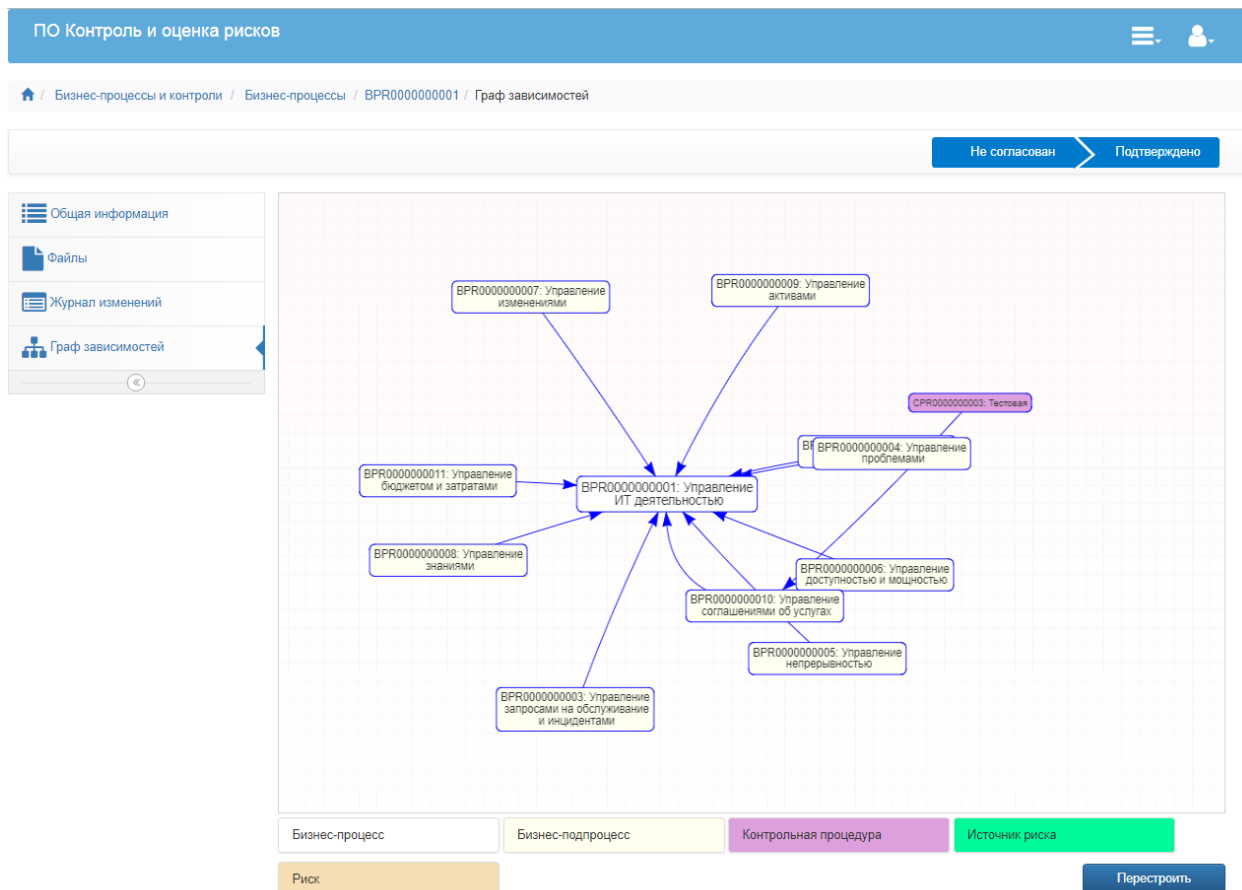 ПО Контроль и оценка рисков
Бизнес-процессы и контроли / Бизнес-процессы / BPR0000000001 / Граф зависимостей
Не согласован
Подтверждено
Общая информация
Файлы
Журнал изменений
Граф зависимостей
BPR0000000007: Управление
изменениями
BPR0000000009: Управление
активами
CPR0000000003: Тестовая
BPR0000000004: Управление
проблемами
BPR0000000011: Управление
бюджетом и затратами
BPR0000000001: Управление
ИТ деятельностью
BPR0000000008: Управление
знаниями
BPR0000000006: Управление
доступностью и мощностью
BPR0000000010: Управление
соглашениями об услугах
BPR0000000005: Управление
непрерывностью
BPR0000000003: Управление
запросами на обслуживание
и инцидентами
Бизнес-процесс
Бизнес-подпроцесс
Контрольная процедура
Источник риска
Риск
Перестроить